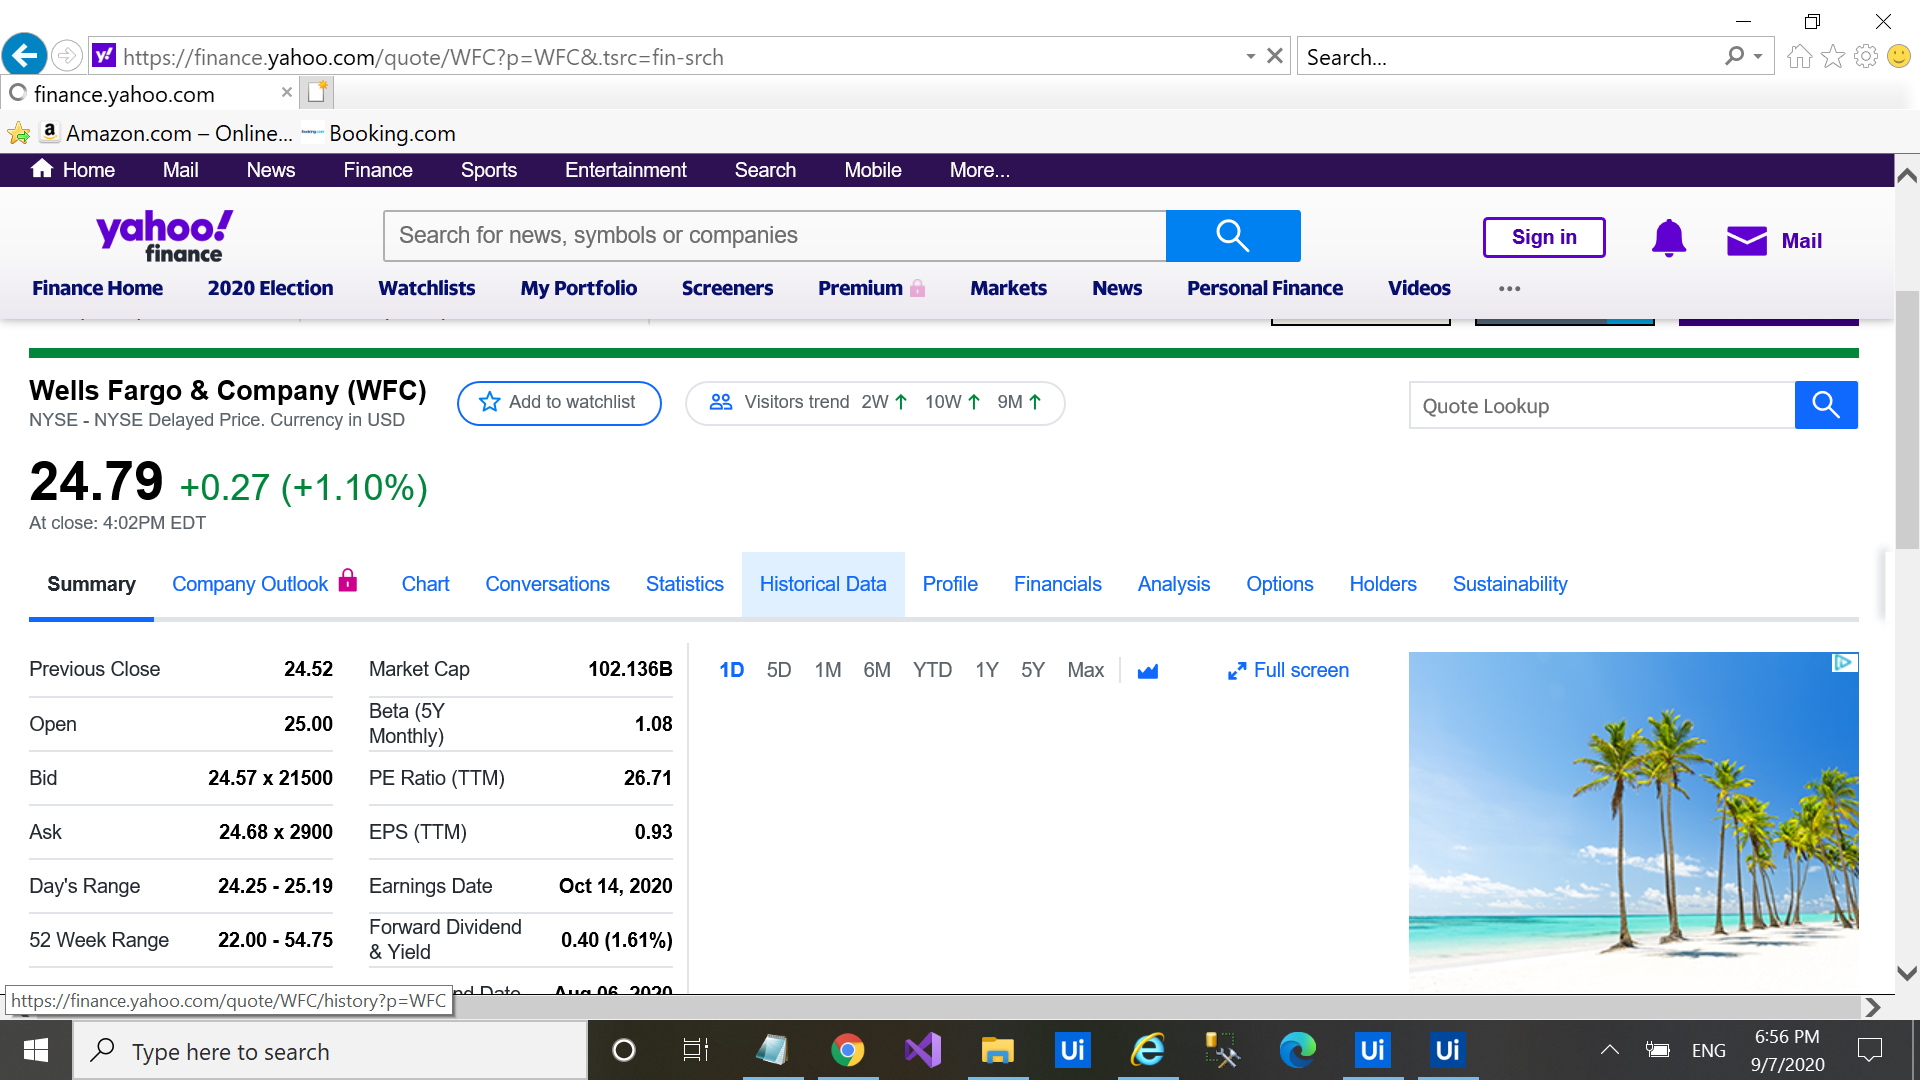 https://finance.yahoo.com/quote/WFC?p=WFC&.tsrc=fin-srch
Search...
finance.yahoo.com
Amazon.com – Online...
Booking.com
Home Mail News Finance Sports Entertainment Search Mobile More...
yahoo!
finance
Search for news, symbols or companies
Sign in
Mail
Finance Home 2020 Election Watchlists My Portfolio Screeners Premium Markets News Personal Finance Videos
Wells Fargo & Company (WFC)
NYSE - NYSE Delayed Price. Currency in USD
Add to watchlist
Visitors trend 2W ↑ 10W ↑ 9M ↑
Quote Lookup
24.79 +0.27 (+1.10%)
At close: 4:02PM EDT
Summary Company Outlook Chart Conversations Statistics Historical Data Profile Financials Analysis Options Holders Sustainability
Previous Close 24.52
Open 25.00
Bid 24.57 x 21500
Ask 24.68 x 2900
Day's Range 24.25 - 25.19
52 Week Range 22.00 - 54.75
Market Cap 102.136B
Beta (5Y
Monthly) 1.08
PE Ratio (TTM) 26.71
EPS (TTM) 0.93
Earnings Date Oct 14, 2020
Forward Dividend
& Yield 0.40 (1.61%)
Date Aug 06, 2020
1D 5D 1M 6M YTD 1Y 5Y Max
Full screen
https://finance.yahoo.com/quote/WFC/history?p=WFC
Type here to search
Ui
Ui
Ui
ENG
6:56 PM
9/7/2020